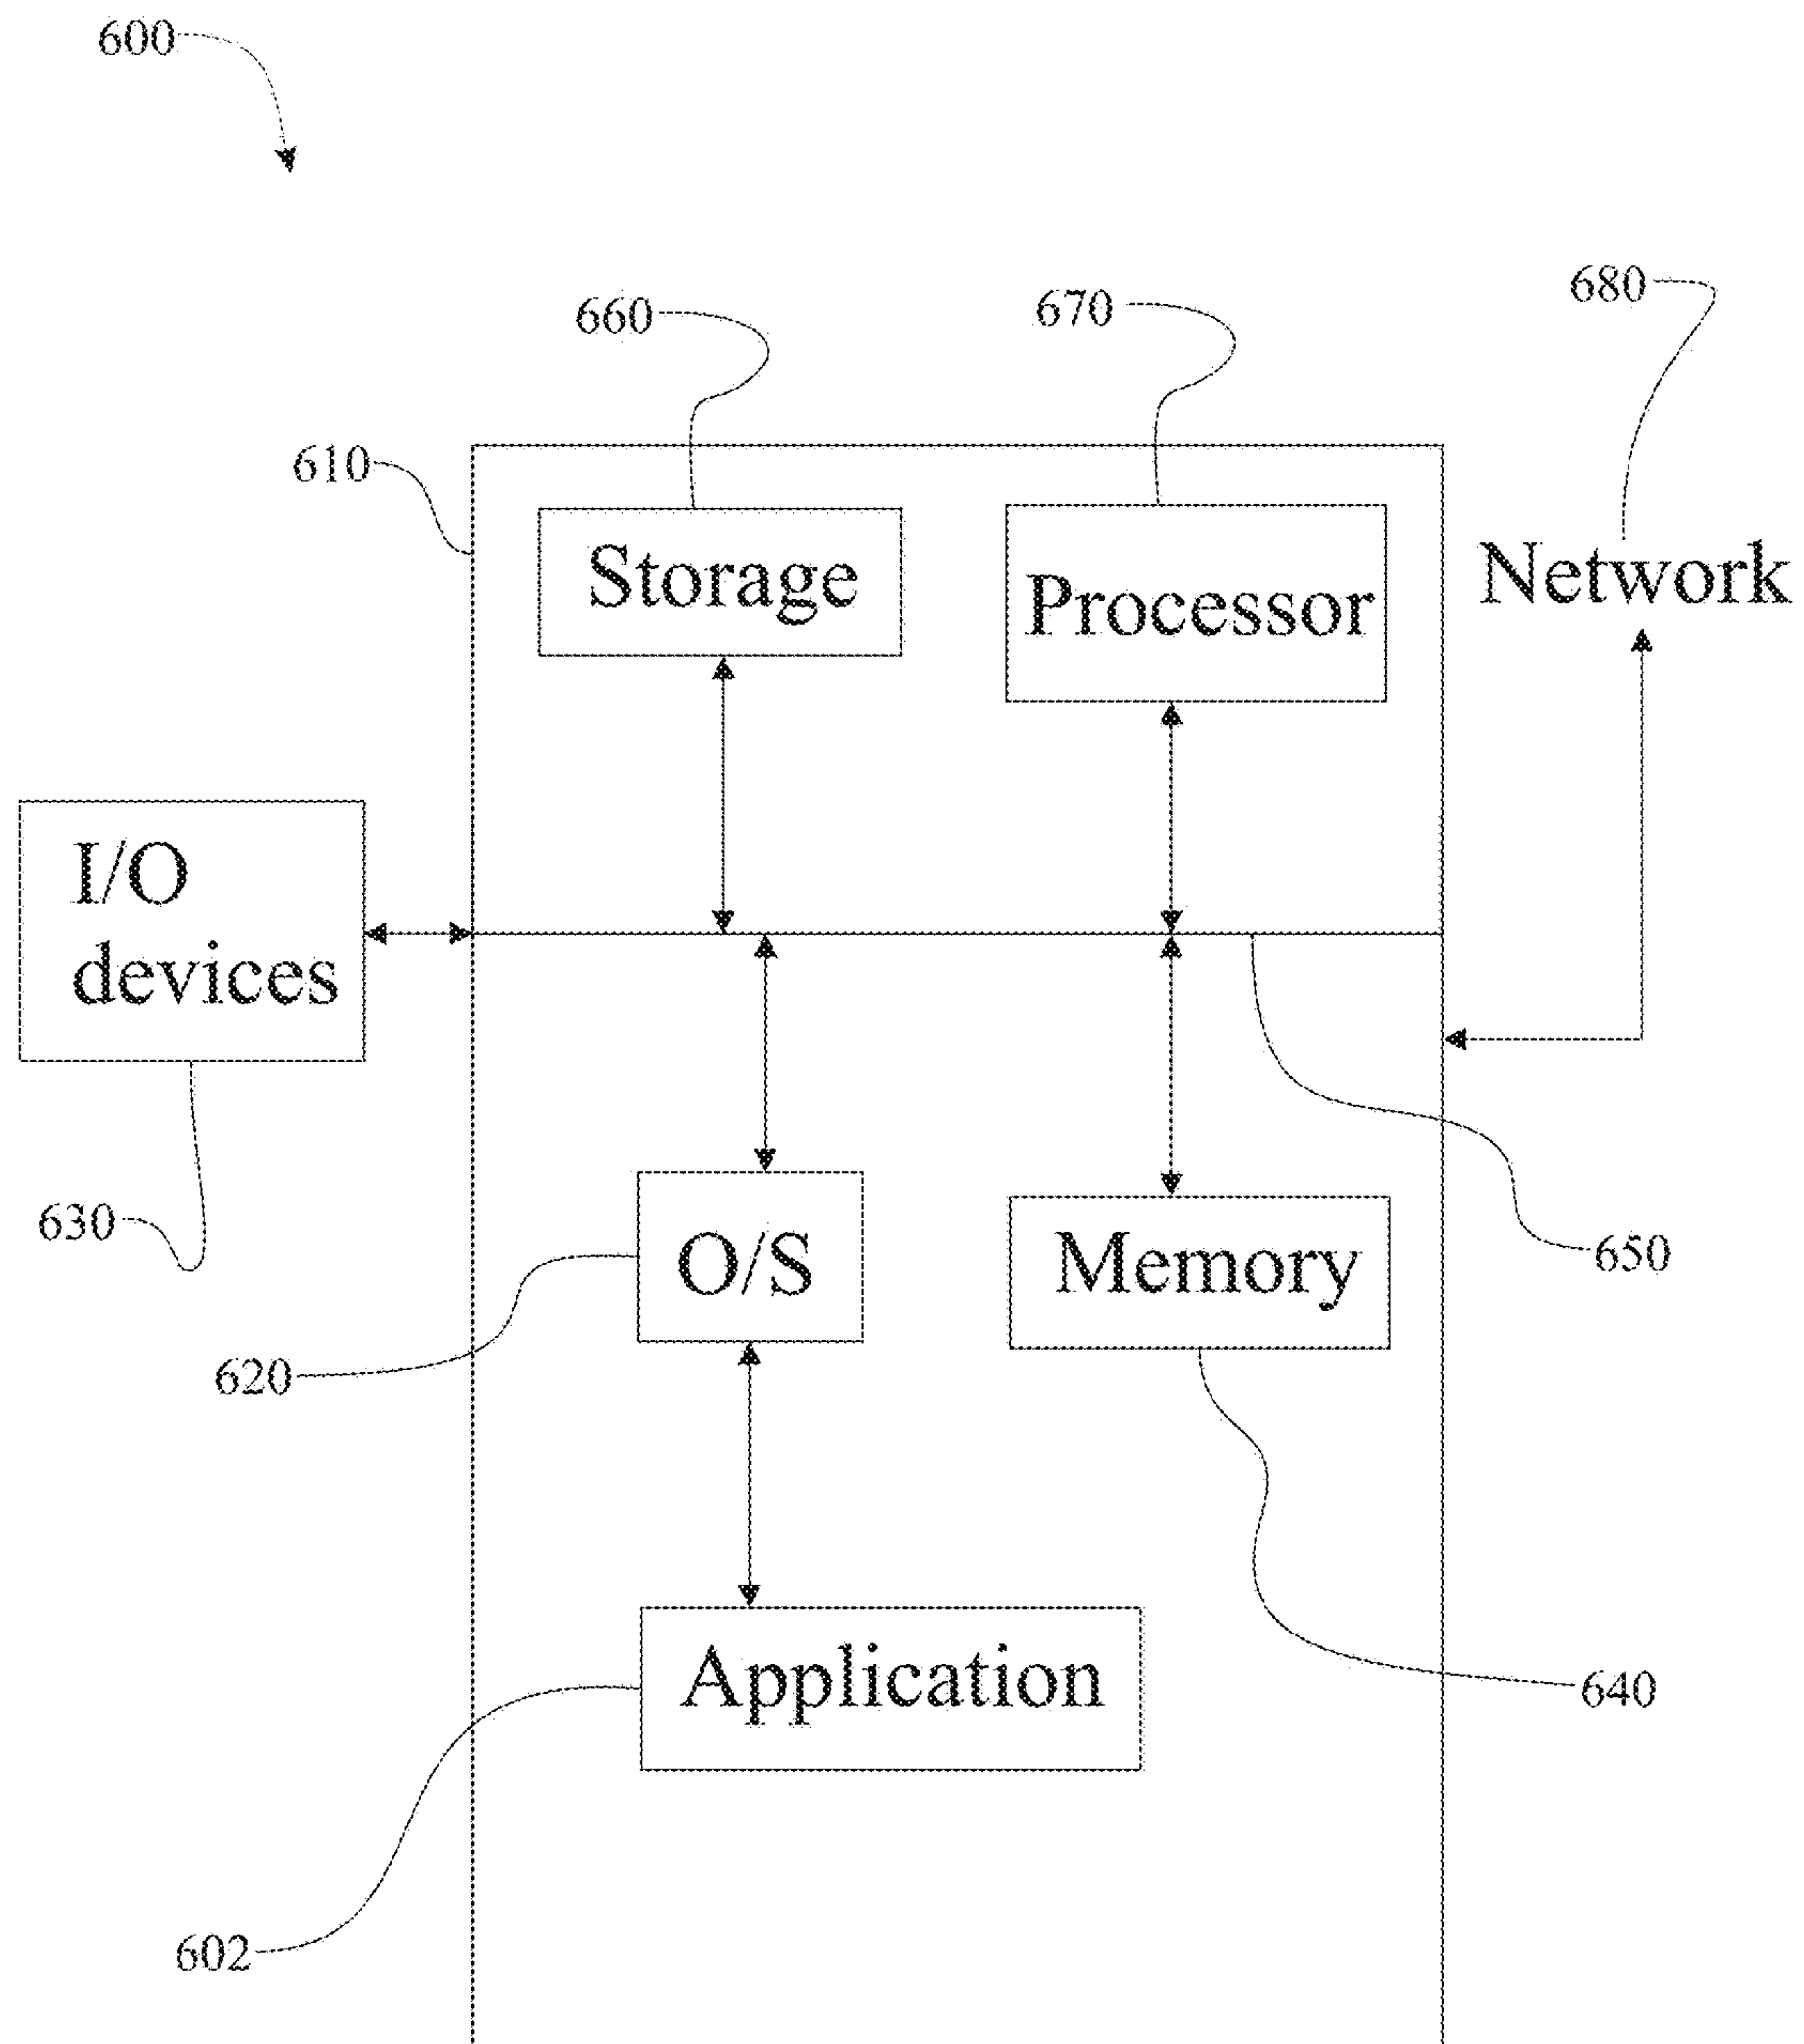 600
680
660
670
610
Storage
Processor
Network
I/O
devices
630
O/S
Memory
650
620
Application
640
602